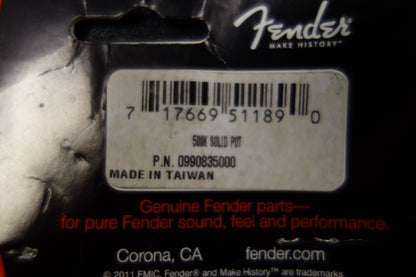 Fender
MAKE HISTORY™
7 17669 51189 0
500K SOLID POT
P.N. 0990835000
MADE IN TAIWAN
Genuine Fender parts—
for pure Fender sound, feel and performance.
Corona, CA fender.com
© 2011 FMIC. Fender® and Make History™ are trademarks